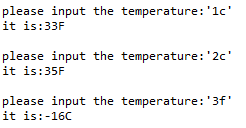 please input the temperature:'1c'
it is:33F
please input the temperature:'2c'
it is:35F
please input the temperature:'3f'
it is:-16C